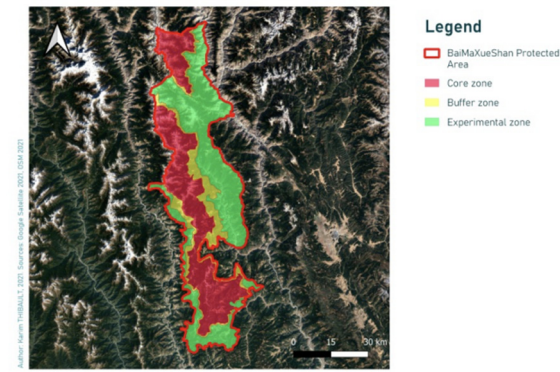 Legend
BaiMaXueShan Protected
Area
Core zone
Buffer zone
Experimental zone
0 15 30 km
Author: Karim THIBAULT, 2021. Sources: Google Satellite 2021, OSM 2021